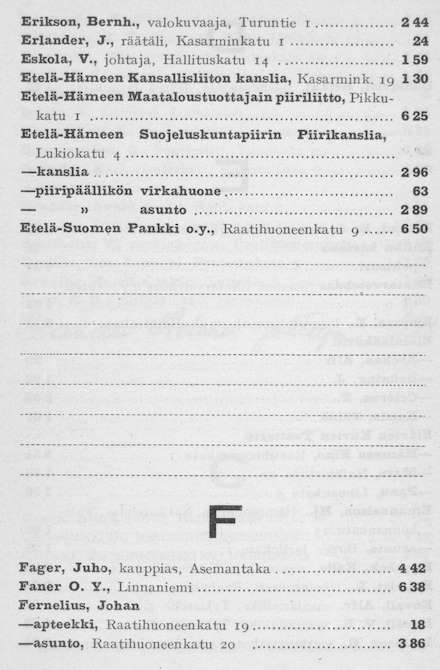 Erikson, Bernh., valokuvaaja, Turuntie 1 ................ 2 44
Erlander, J., räätäli, Kasarminkatu 1 .................... 24
Eskola, V., johtaja, Hallituskatu 14 .................... 1 59
Etelä-Hämeen Kansallisliiton kanslia, Kasarmink. 19 1 30
Etelä-Hämeen Maataloustuottajain piiriliitto, Pikku-
katu 1 .................................................. 6 25
Etelä-Hämeen Suojeluskuntapiirin Piirikanslia,
Lukiokatu 4 ..................................................
—kanslia .................................................. 2 96
—piiripäällikön virkahuone .............................. 63
— » asunto .............................. 2 89
Etelä-Suomen Pankki o.y., Raatihuoneenkatu 9 ..... 6 50
F
Fager, Juho, kauppias, Asemantaka .................... 4 42
Faner O. Y., Linnaniemi .............................. 6 38
Fernelius, Johan
—apteekki, Raatihuoneenkatu 19 .................... 18
—asunto, Raatihuoneenkatu 20 .................... 3 86